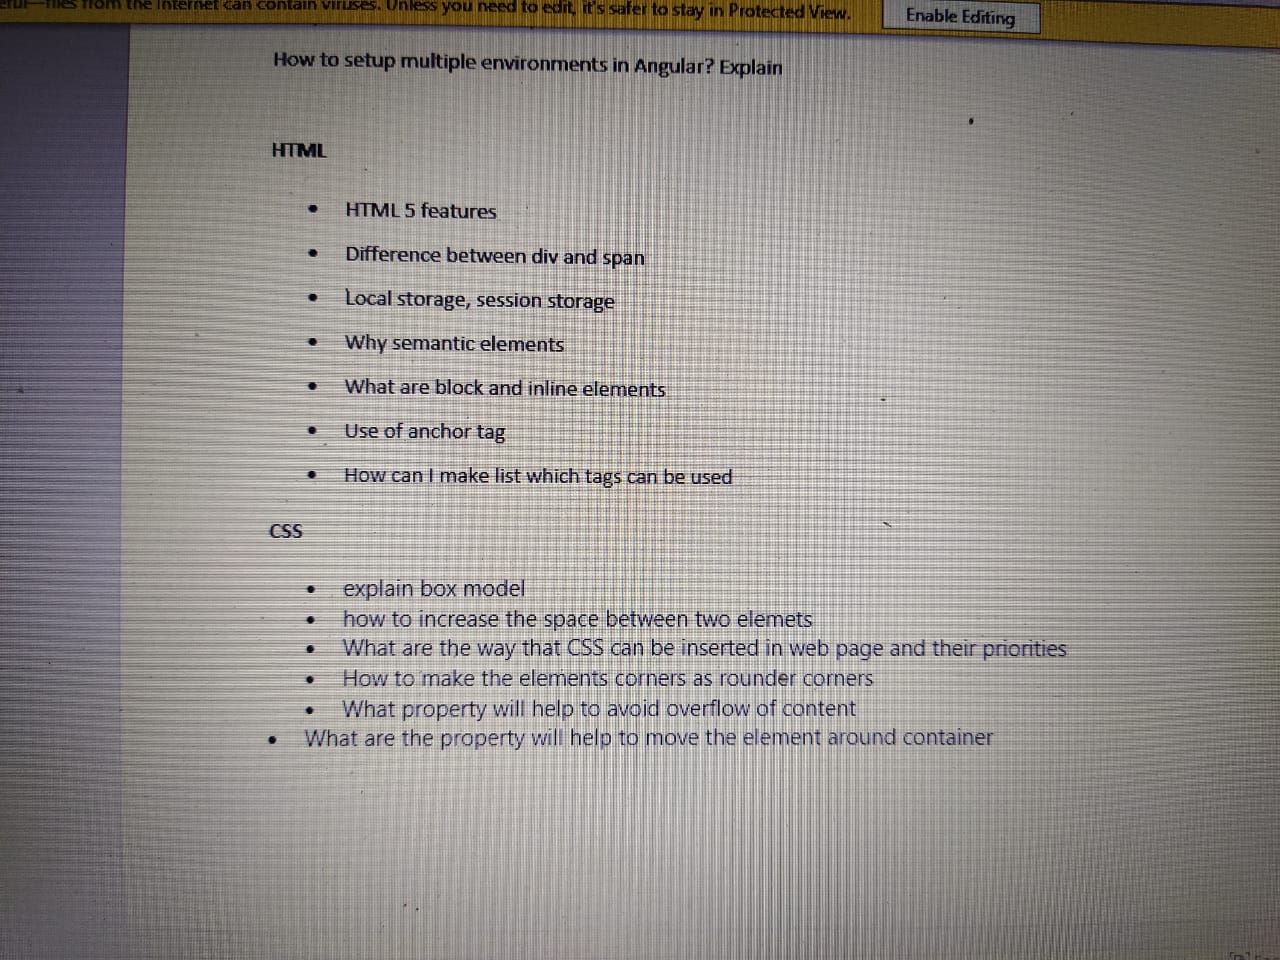 files from the Internet can contain viruses. Unless you need to edit, it's safer to stay in Protected View. Enable Editing
How to setup multiple environments in Angular? Explain
HTML
• HTML 5 features
• Difference between div and span
• Local storage, session storage
• Why semantic elements
• What are block and inline elements
• Use of anchor tag
• How can I make list which tags can be used
CSS
• explain box model
• how to increase the space between two elemets
• What are the way that CSS can be inserted in web page and their priorities
• How to make the elements corners as rounder corners
• What property will help to avoid overflow of content
• What are the property will help to move the element around container